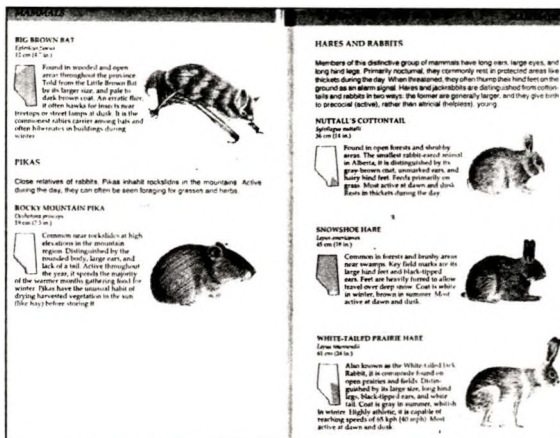 MAMMALS
BIG BROWN BAT
Eptesicus fuscus
12 cm (4.7 in.)
Found in wooded and open
areas throughout the province
Told from the Little Brown Bat
by its larger size, and pale to
dark brown coat. An erratic flier,
it often hawks for insects near
treetops or street lamps at dusk. It is the
commonest rabies carrier among bats and
often hibernates in buildings during
winter
PIKAS
Close relatives of rabbits. Pikas inhabit rockslides in the mountains. Active
during the day, they can often be seen foraging for grasses and herbs.
ROCKY MOUNTAIN PIKA
Ochotona princeps
19 cm (7.5 in.)
Common near rockslides at high
elevations in the mountain
region. Distinguished by the
rounded body, large ears, and
lack of a tail. Active throughout
the year, it spends the majority
of the warmer months gathering food for
winter. Pikas have the unusual habit of
drying harvested vegetation in the sun
(like hay) before storing it
HARES AND RABBITS
Members of this distinctive group of mammals have long ears, large eyes, and
long hind legs. Primarily nocturnal, they commonly rest in protected areas like
thickets during the day. When threatened, they often thump their hind feet on the
ground as an alarm signal. Hares and jackrabbits are distinguished from cotton-
tails and rabbits in two ways: the former are generally larger, and they give birth
to precocial (active), rather than altricial (helpless), young.
NUTTALL'S COTTONTAIL
Sylvilagus nuttalli
36 cm (14 in.)
Found in open forests and shrubby
areas. The smallest rabbit-eared animal
in Alberta, it is distinguished by its
gray-brown coat, unmarked ears, and
hairy hind feet. Feeds primarily on
grass. Most active at dawn and dusk
Rests in thickets during the day.
SNOWSHOE HARE
Lepus americanus
45 cm (18 in.)
Common in forests and brushy areas
near swamps. Key field marks are its
large hind feet and black-tipped
ears. Feet are heavily furred to allow
travel over deep snow. Coat is white
in winter, brown in summer. Most
active at dawn and dusk.
WHITE-TAILED PRAIRIE HARE
Lepus townsendii
61 cm (24 in.)
Also known as the White-tailed Jack
Rabbit, it is commonly found on
open prairies and fields. Distin-
guished by its large size, long hind
legs, black-tipped ears, and white
tail. Coat is gray in summer, whitish
in winter. Highly athletic, it is capable of
reaching speeds of 65 kph (40 mph). Most
active at dawn and dusk